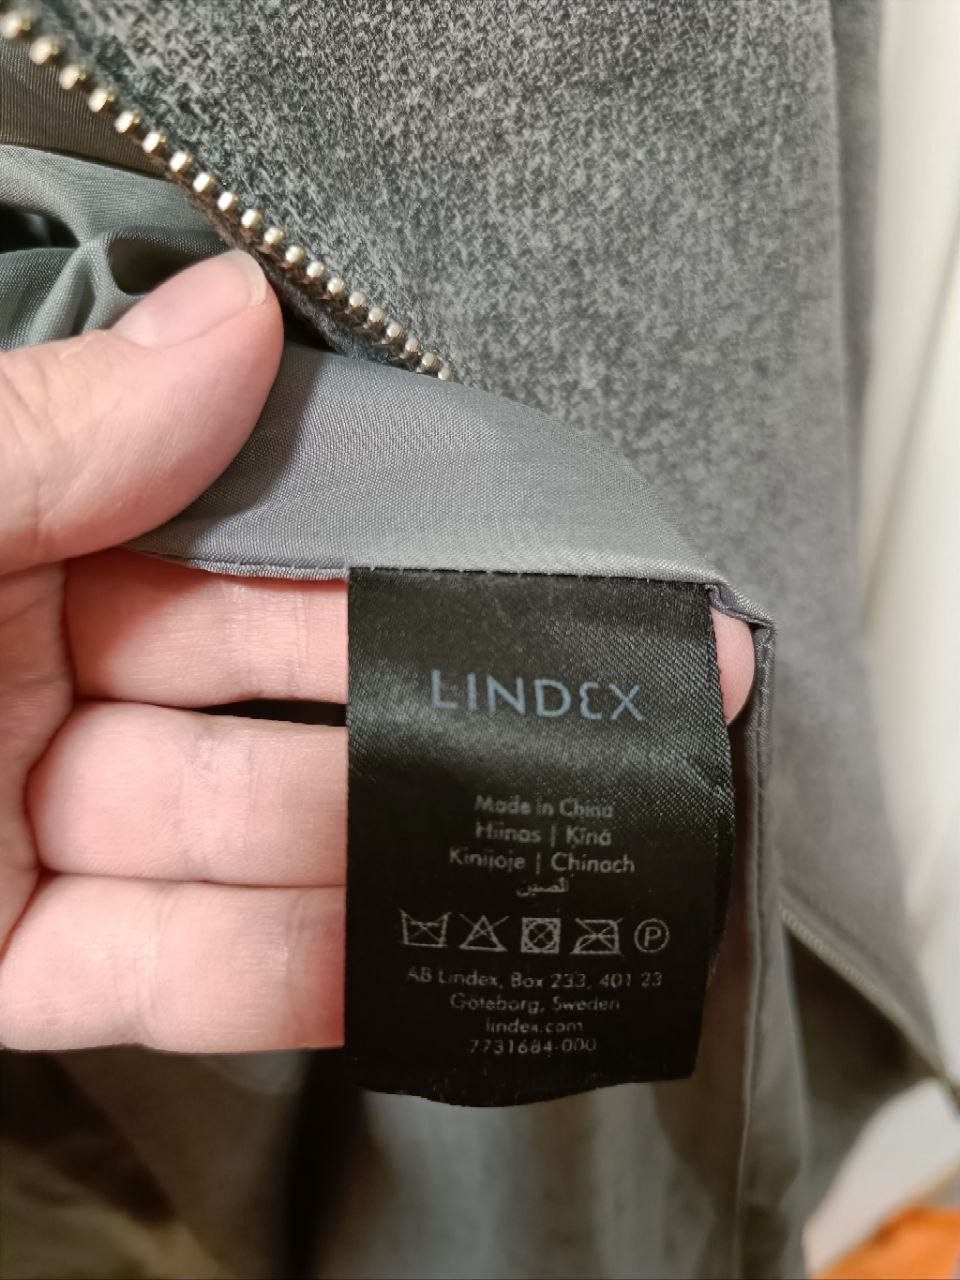 LINDEX
Made in China
Hiinas | Ķīnā
Kinijoje | Chinach
الصين
P
AB Lindex, Box 233, 401 23
Göteborg, Sweden
lindex.com
7731684-000